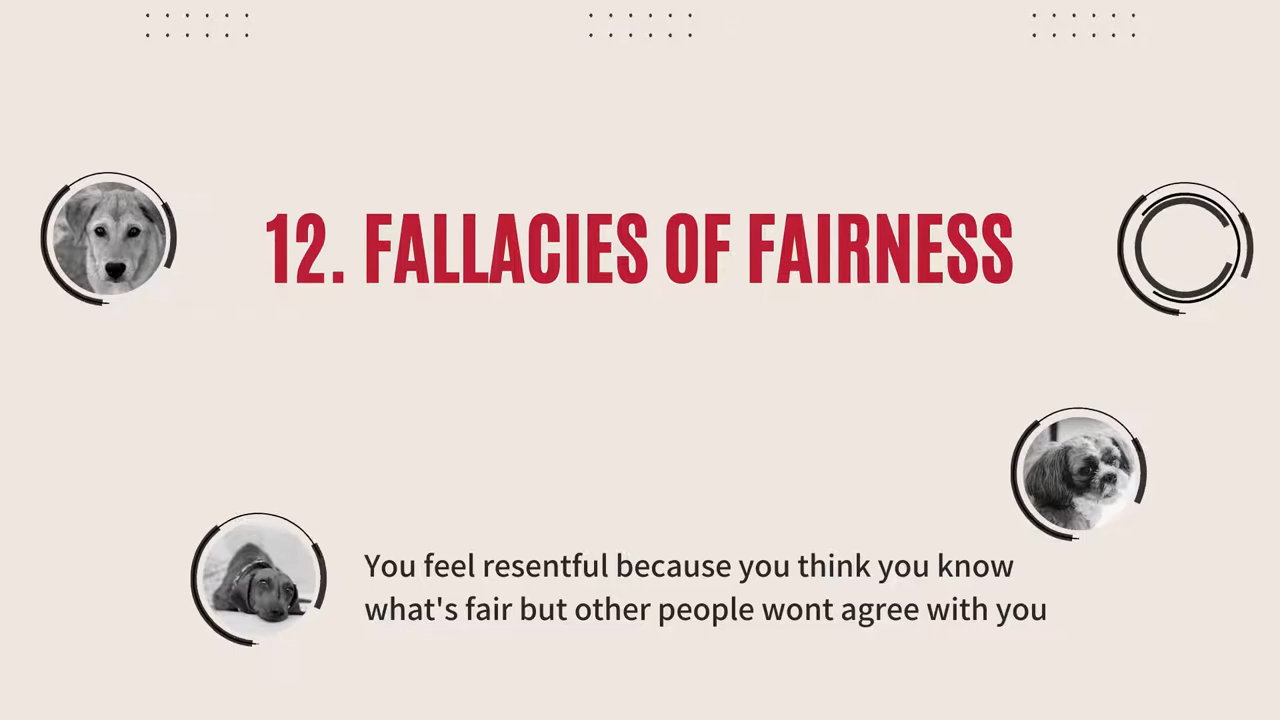 12. FALLACIES OF FAIRNESS
You feel resentful because you think you know
what's fair but other people wont agree with you